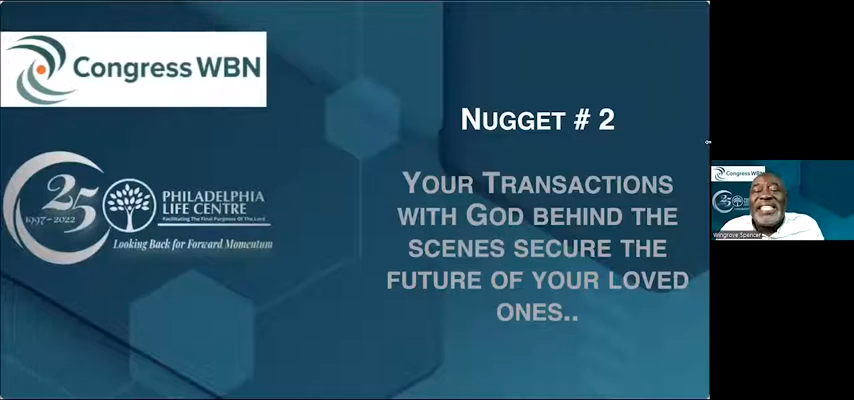 Congress WBN
NUGGET # 2
25
1997-2022
PHILADELPHIA
LIFE CENTRE
Facilitating The Final Purposes Of The Lord
Looking Back for Forward Momentum
YOUR TRANSACTIONS
WITH GOD BEHIND THE
SCENES SECURE THE
FUTURE OF YOUR LOVED
ONES..
Congress WBN
Wingrove Spencer